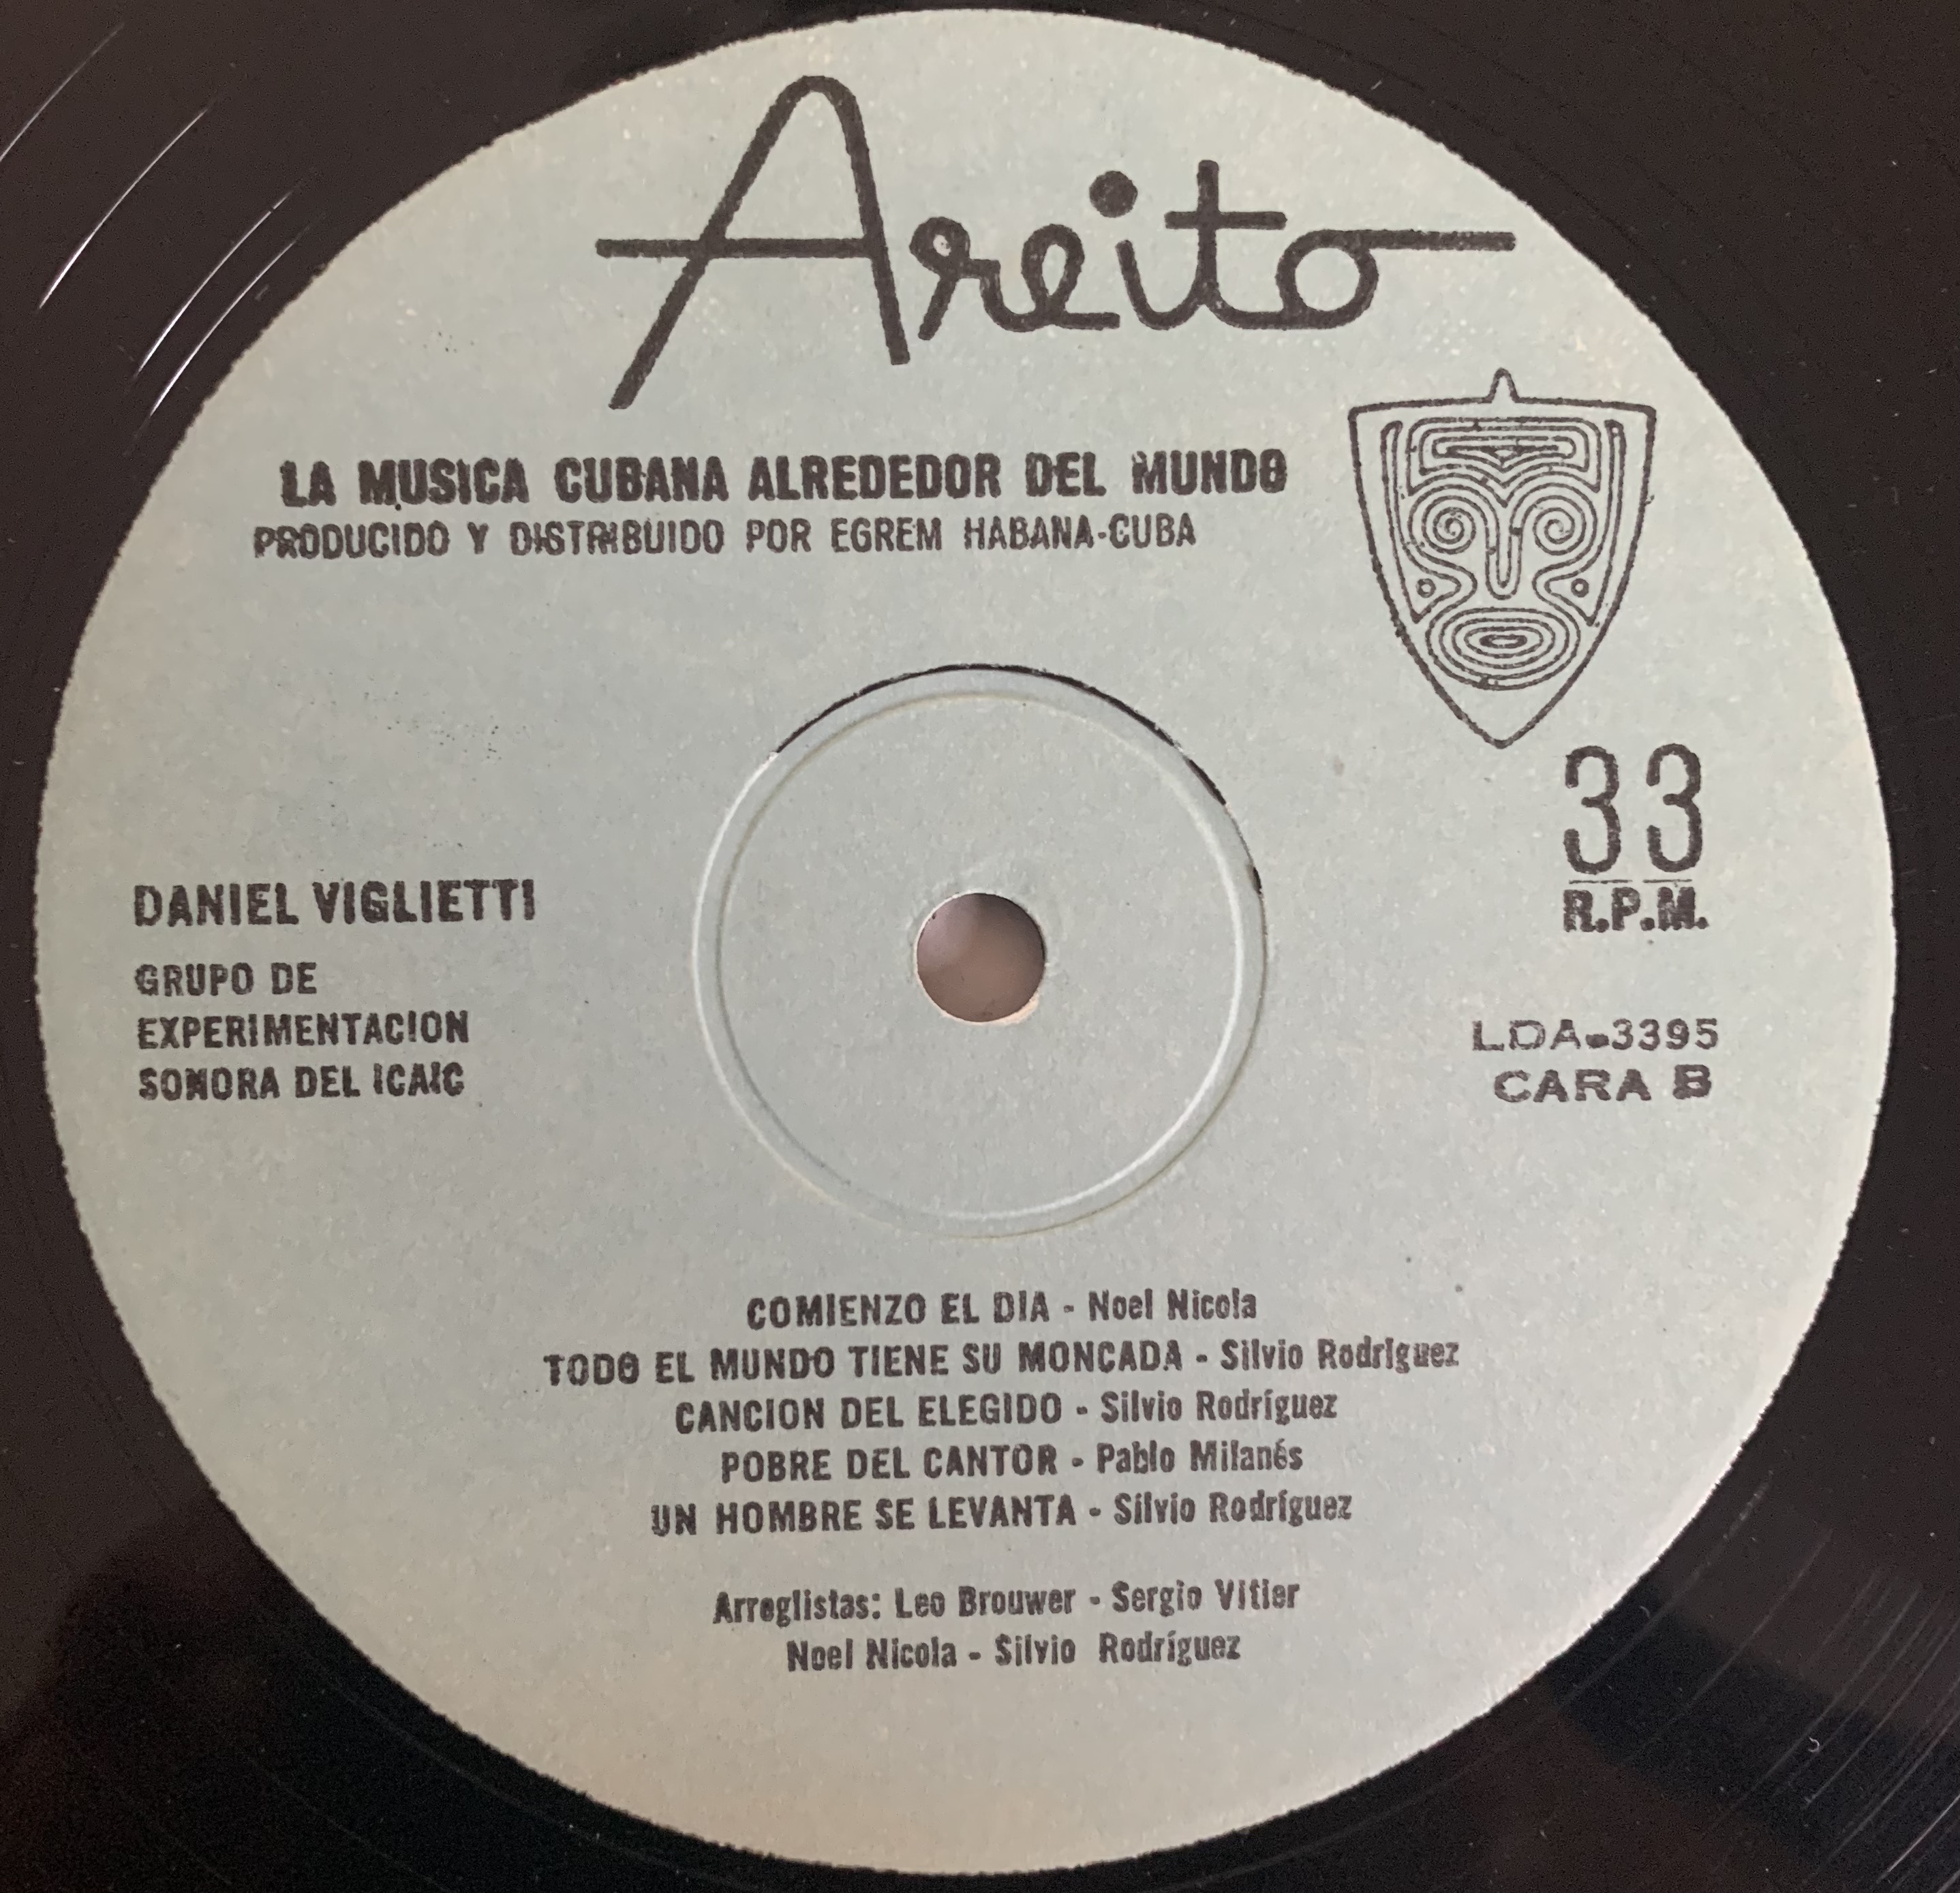 Areito
LA MUSICA CUBANA ALREDEDOR DEL MUNDO
PRODUCIDO Y DISTRIBUIDO POR EGREM HABANA-CUBA
33
R.P.M.
DANIEL VIGLIETTI
GRUPO DE
EXPERIMENTACION
SONORA DEL ICAIC
LDA-3395
CARA B
COMIENZO EL DIA - Noel Nicola
TODO EL MUNDO TIENE SU MONCADA - Silvio Rodríguez
CANCION DEL ELEGIDO - Silvio Rodríguez
POBRE DEL CANTOR - Pablo Milanés
UN HOMBRE SE LEVANTA - Silvio Rodríguez
Arreglistas: Leo Brouwer - Sergio Vitier
Noel Nicola - Silvio Rodríguez